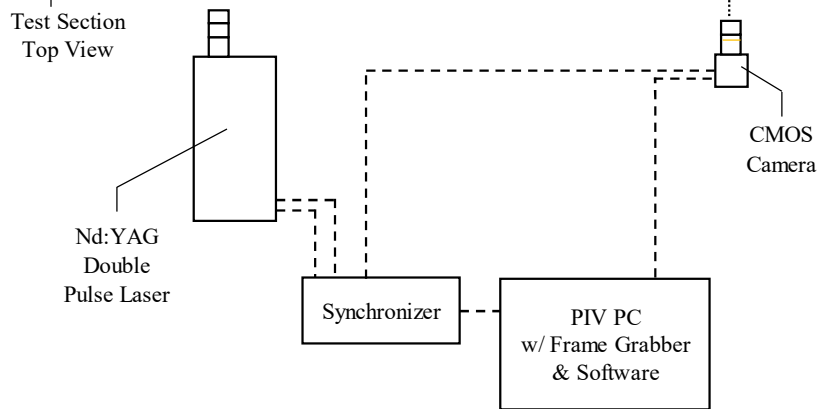 Test Section
Top View
CMOS
Camera
Nd:YAG
Double
Pulse Laser
Synchronizer
PIV PC
w/ Frame Grabber
& Software